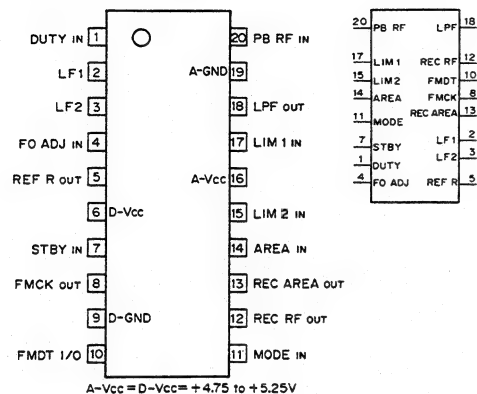 DUTY IN 1
20 PB RF IN
LF1 2
A-GND 19
LF2 3
18 LPF OUT
FO ADJ IN 4
17 LIM 1 IN
REF R OUT 5
A-Vcc 16
6 D-Vcc
15 LIM 2 IN
STBY IN 7
14 AREA IN
FMCK OUT 8
13 REC AREA OUT
9 D-GND
12 REC RF OUT
FMDT I/O 10
11 MODE IN
A-Vcc = D-Vcc = +4.75 to +5.25V
20 PB RF LPF 18
17 LIM1 REC RF 12
15 LIM2 FMDT 10
14 AREA FMCK 8
REC AREA 13
11 MODE
LF1 2
7 STBY
LF2 3
1 DUTY
4 FO ADJ REF R 5